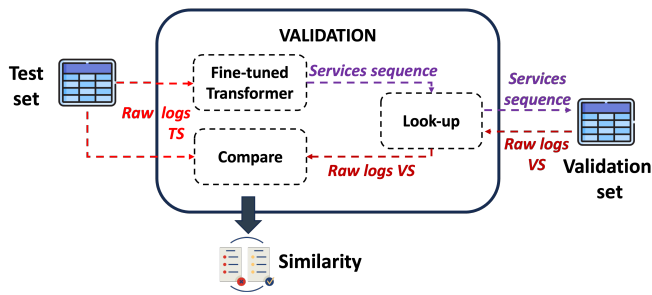 VALIDATION
Test
set
Fine-tuned
Transformer
Services sequence
Services
sequence
Raw logs
TS
Look-up
Compare
Raw logs VS
Raw logs
VS
Validation
set
Similarity